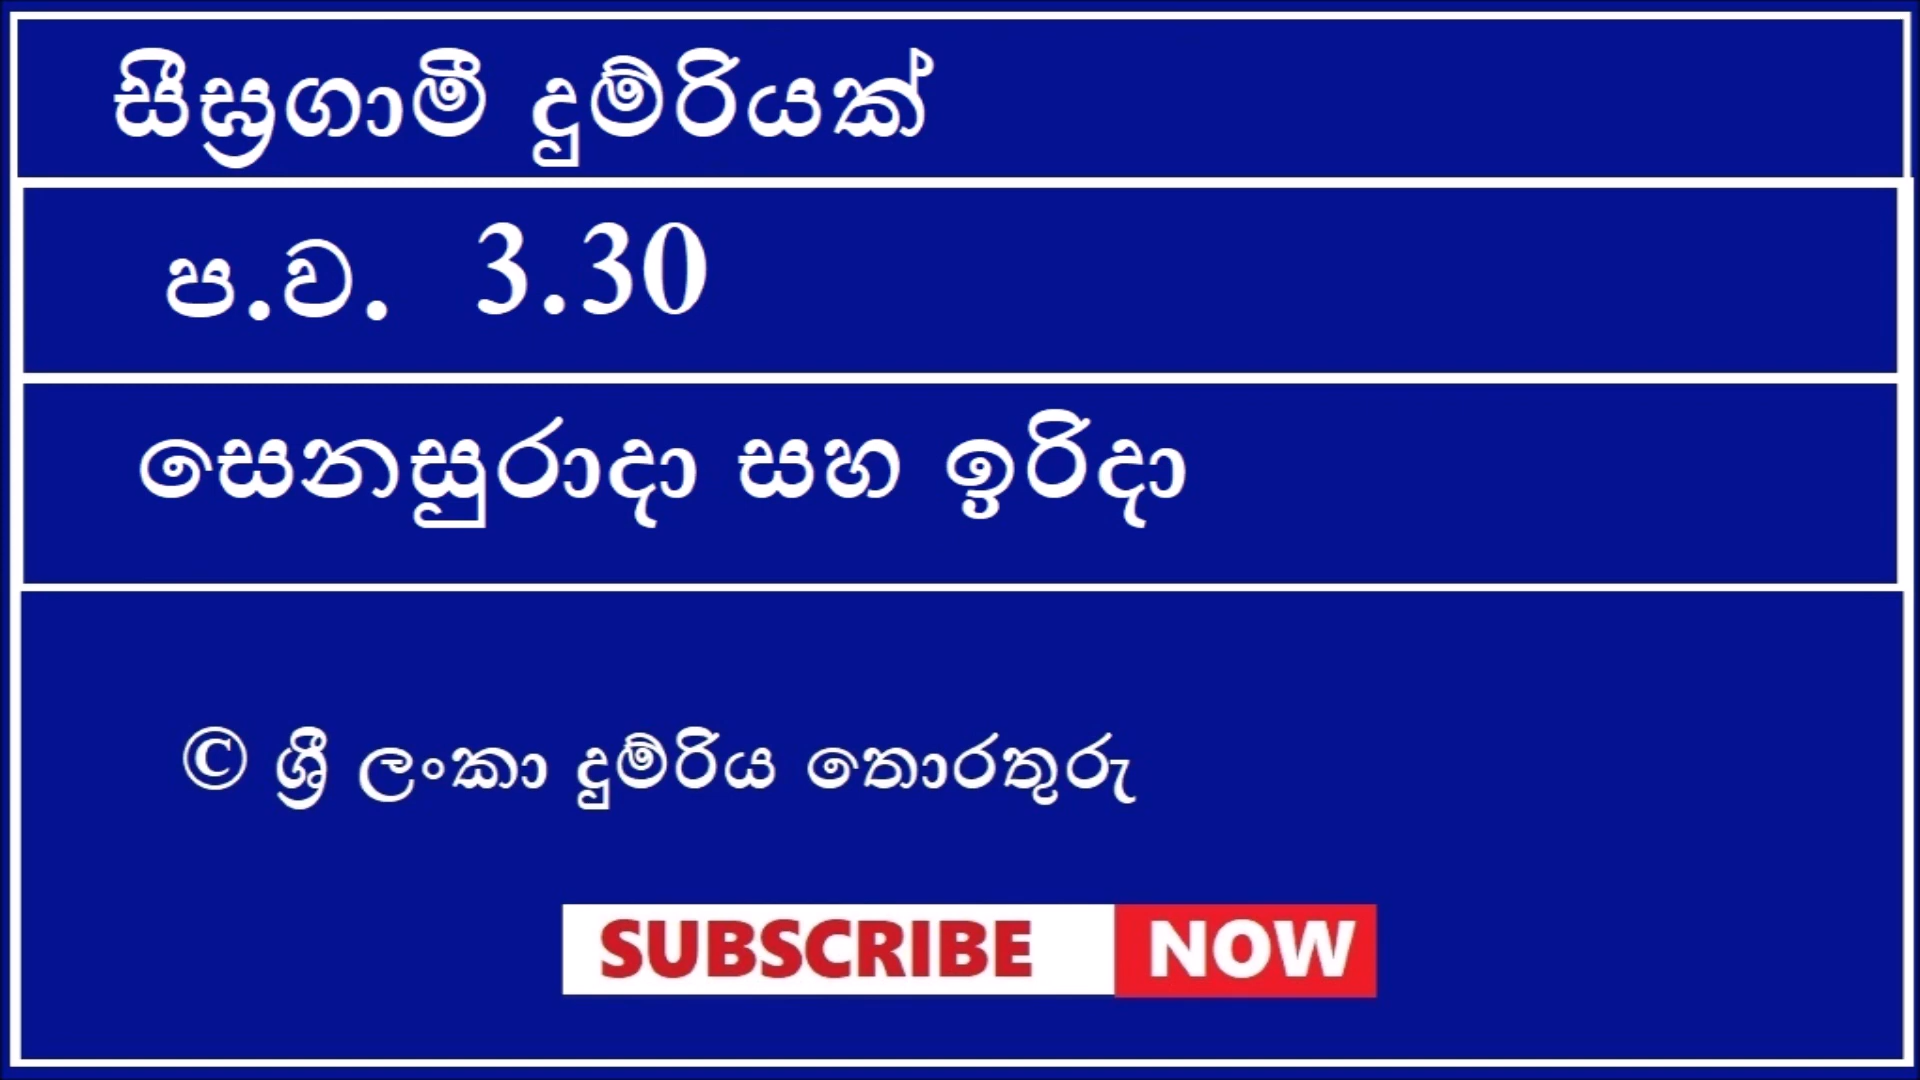 සීඝ්‍රගාමී දුම්රියක්
ප.ව. 3.30
සෙනසුරාදා සහ ඉරිදා
© ශ්‍රී ලංකා දුම්රිය තොරතුරු
SUBSCRIBE NOW